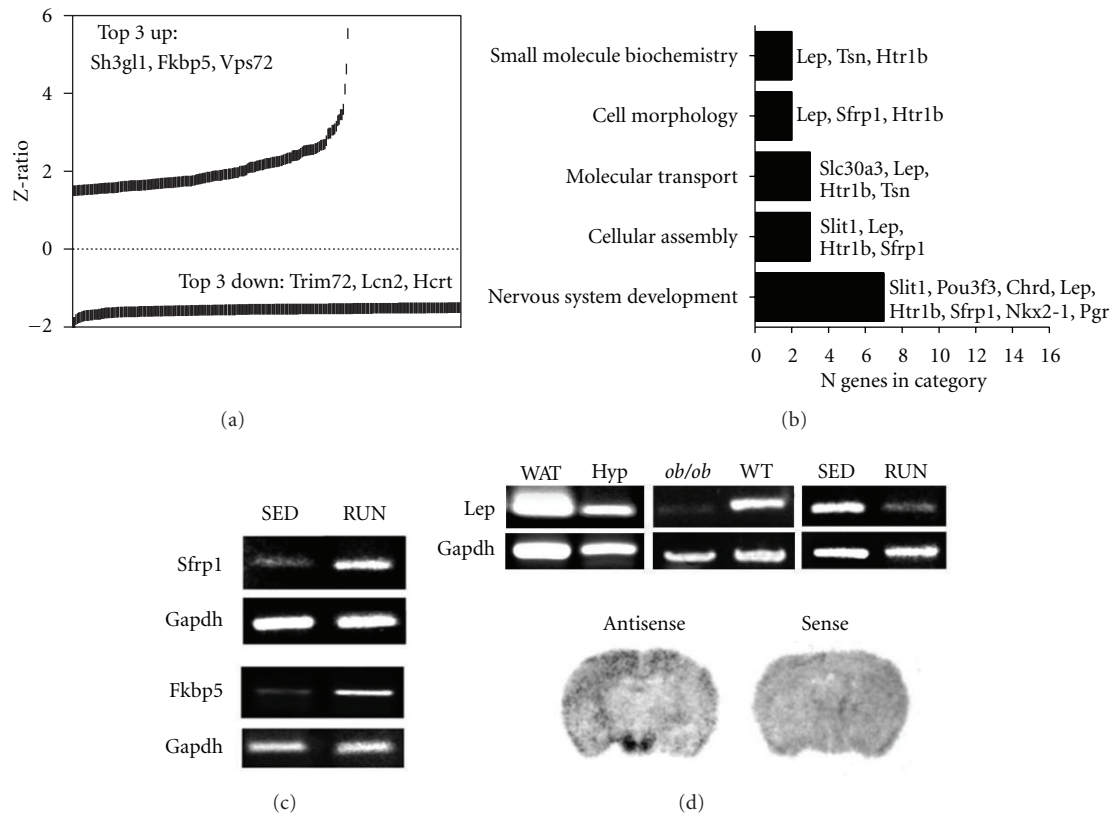 6
4
2
0
−2
Z-ratio
Top 3 up:
Sh3gl1, Fkbp5, Vps72
Top 3 down: Trim72, Lcn2, Hcrt
(a)
Small molecule biochemistry
Lep, Tsn, Htr1b
Cell morphology
Lep, Sfrp1, Htr1b
Molecular transport
Slc30a3, Lep,
Htr1b, Tsn
Cellular assembly
Slit1, Lep,
Htr1b, Sfrp1
Nervous system development
Slit1, Pou3f3, Chrd, Lep,
Htr1b, Sfrp1, Nkx2-1, Pgr
0 2 4 6 8 10 12 14 16
N genes in category
(b)
SED RUN
Sfrp1
Gapdh
Fkbp5
Gapdh
(c)
WAT Hyp ob/ob WT SED RUN
Lep
Gapdh
Antisense Sense
(d)